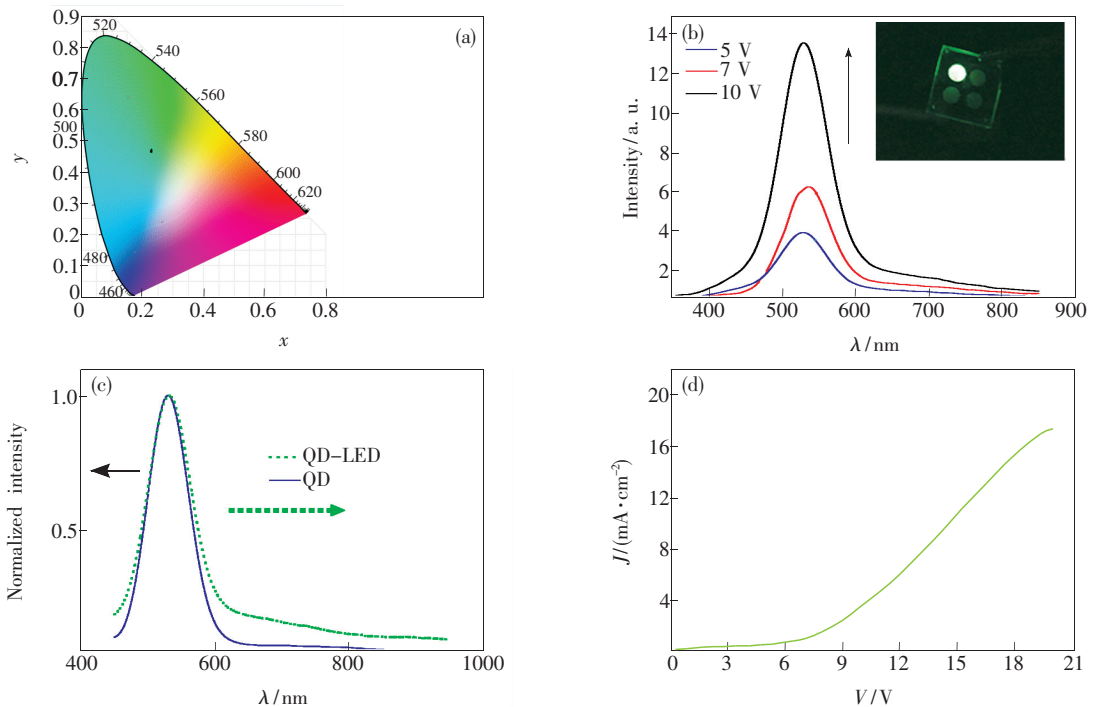 (a)
y
0.9
0.8
0.7
0.6
0.5
0.4
0.3
0.2
0.1
0
520
540
560
500
580
600
620
480
460
0 0.2 0.4 0.6 0.8
x
(b)
5 V
7 V
10 V
Intensity/a. u.
14
12
10
8
6
4
2
400 500 600 700 800 900
λ/nm
(c)
Normalized intensity
1.0
0.5
QD-LED
QD
400 600 800 1000
λ/nm
(d)
J/(mA·cm⁻²)
20
16
12
8
4
0 3 6 9 12 15 18 21
V/V